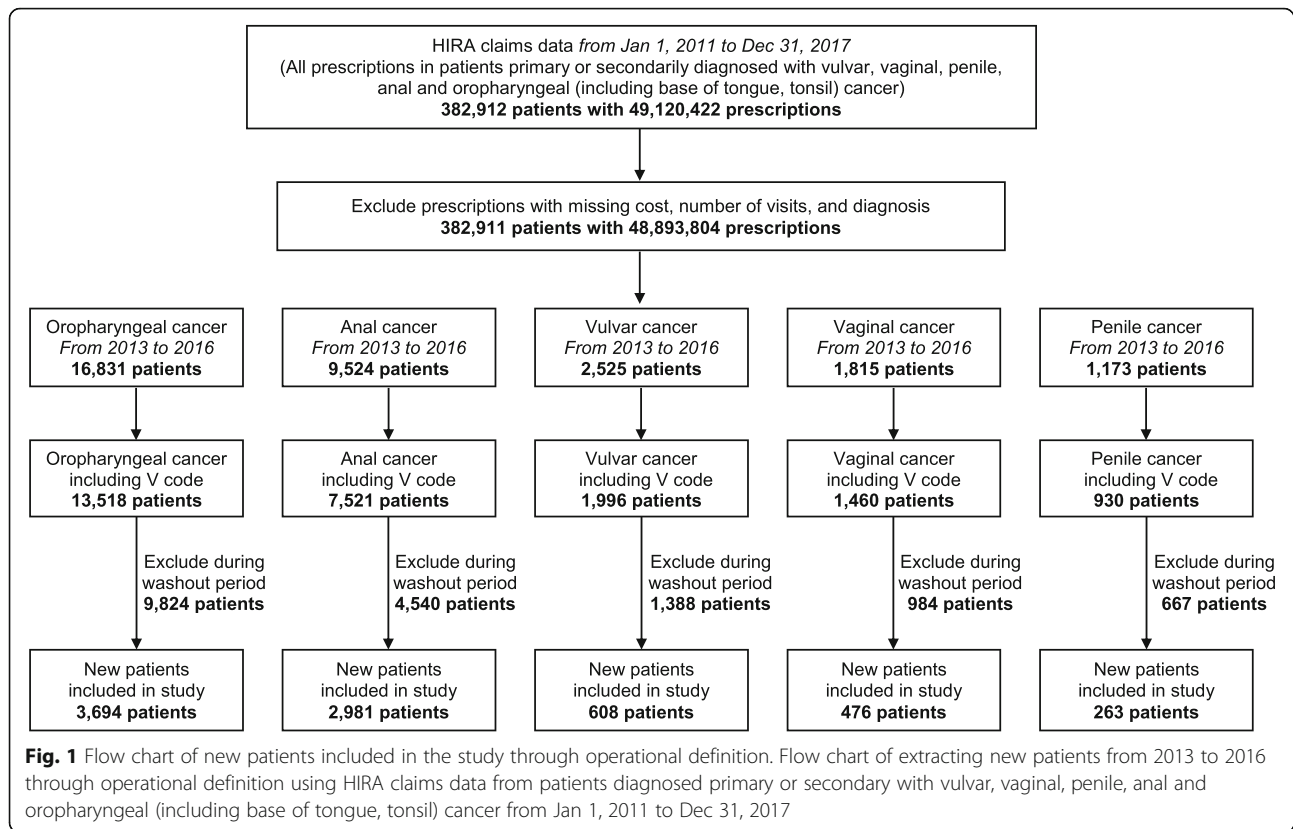 HIRA claims data from Jan 1, 2011 to Dec 31, 2017
(All prescriptions in patients primary or secondarily diagnosed with vulvar, vaginal, penile,
anal and oropharyngeal (including base of tongue, tonsil) cancer)
382,912 patients with 49,120,422 prescriptions
Exclude prescriptions with missing cost, number of visits, and diagnosis
382,911 patients with 48,893,804 prescriptions
Oropharyngeal cancer
From 2013 to 2016
16,831 patients
Anal cancer
From 2013 to 2016
9,524 patients
Vulvar cancer
From 2013 to 2016
2,525 patients
Vaginal cancer
From 2013 to 2016
1,815 patients
Penile cancer
From 2013 to 2016
1,173 patients
Oropharyngeal cancer
including V code
13,518 patients
Anal cancer
including V code
7,521 patients
Vulvar cancer
including V code
1,996 patients
Vaginal cancer
including V code
1,460 patients
Penile cancer
including V code
930 patients
Exclude during
washout period
9,824 patients
Exclude during
washout period
4,540 patients
Exclude during
washout period
1,388 patients
Exclude during
washout period
984 patients
Exclude during
washout period
667 patients
New patients
included in study
3,694 patients
New patients
included in study
2,981 patients
New patients
included in study
608 patients
New patients
included in study
476 patients
New patients
included in study
263 patients
Fig. 1 Flow chart of new patients included in the study through operational definition. Flow chart of extracting new patients from 2013 to 2016
through operational definition using HIRA claims data from patients diagnosed primary or secondary with vulvar, vaginal, penile, anal and
oropharyngeal (including base of tongue, tonsil) cancer from Jan 1, 2011 to Dec 31, 2017